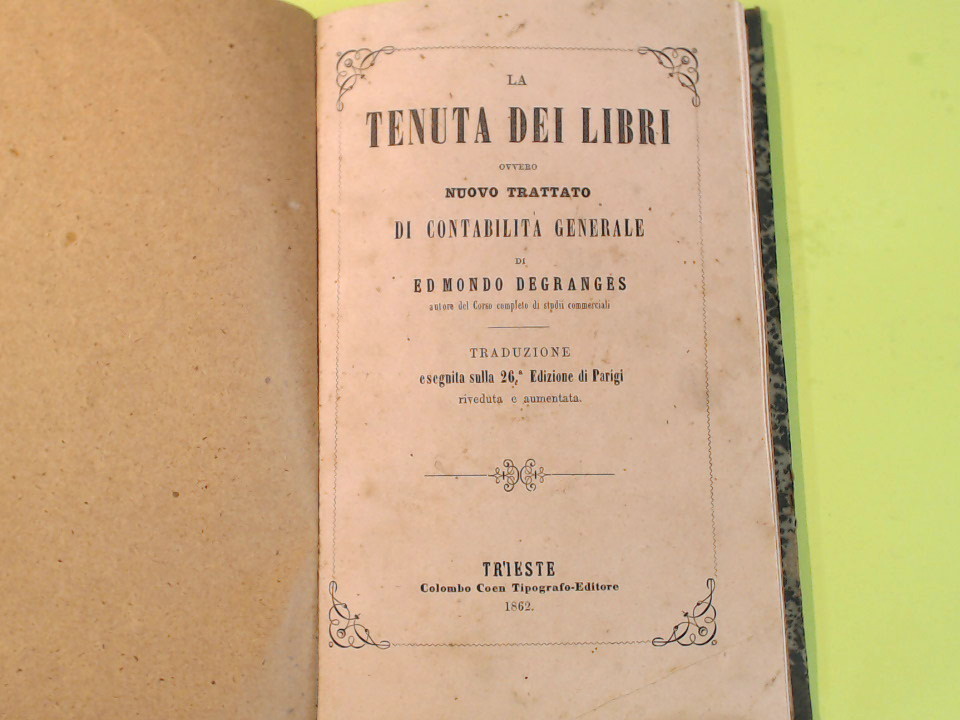 LA
TENUTA DEI LIBRI
OVVERO
NUOVO TRATTATO
DI CONTABILITÀ GENERALE
DI
EDMONDO DEGRANGES
autore del Corso completo di studii commerciali
TRADUZIONE
eseguita sulla 26.ª Edizione di Parigi
riveduta e aumentata.
TRIESTE
Colombo Coen Tipografo-Editore
1862.